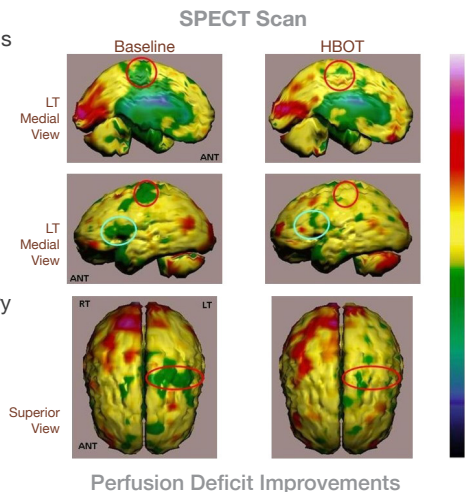 SPECT Scan
s
Baseline
HBOT
LT
Medial
View
ANT
LT
Medial
View
ANT
y
RT
LT
Superior
View
ANT
Perfusion Deficit Improvements